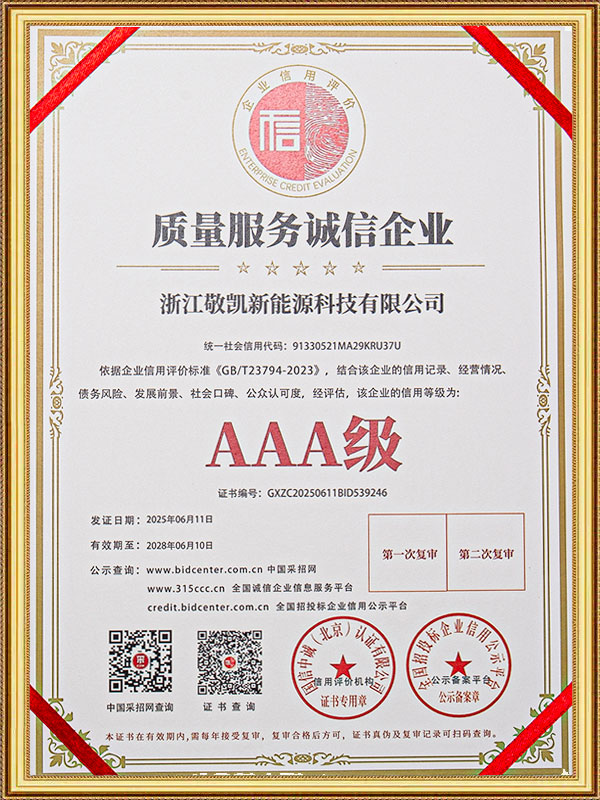 企业信用评价
信
ENTERPRISE CREDIT EVALUATION
质量服务诚信企业
浙江敬凯新能源科技有限公司
统一社会信用代码：91330521MA29KRU37U
依据企业信用评价标准《GB/T23794-2023》，结合该企业的信用记录、经营情况、
债务风险、发展前景、社会口碑、公众认可度，经评估，该企业的信用等级为：
AAA级
证书编号：GXZC20250611BID539246
发证日期：2025年06月11日
有效期至：2028年06月10日
第一次复审 第二次复审
公示查询：www.bidcenter.com.cn 中国采招网
www.315ccc.cn 全国诚信企业信息服务平台
credit.bidcenter.com.cn 全国招投标企业信用公示平台
国信中诚（北京）认证有限公司
信用评价机构
证书专用章
全国招投标企业信用公示平台
公示备案平台
公示备案章
中国采招网查询 证书查询
本证书在有效期内，需每年接受复审，复审合格后方可，证书真伪及复审记录可扫码查询。